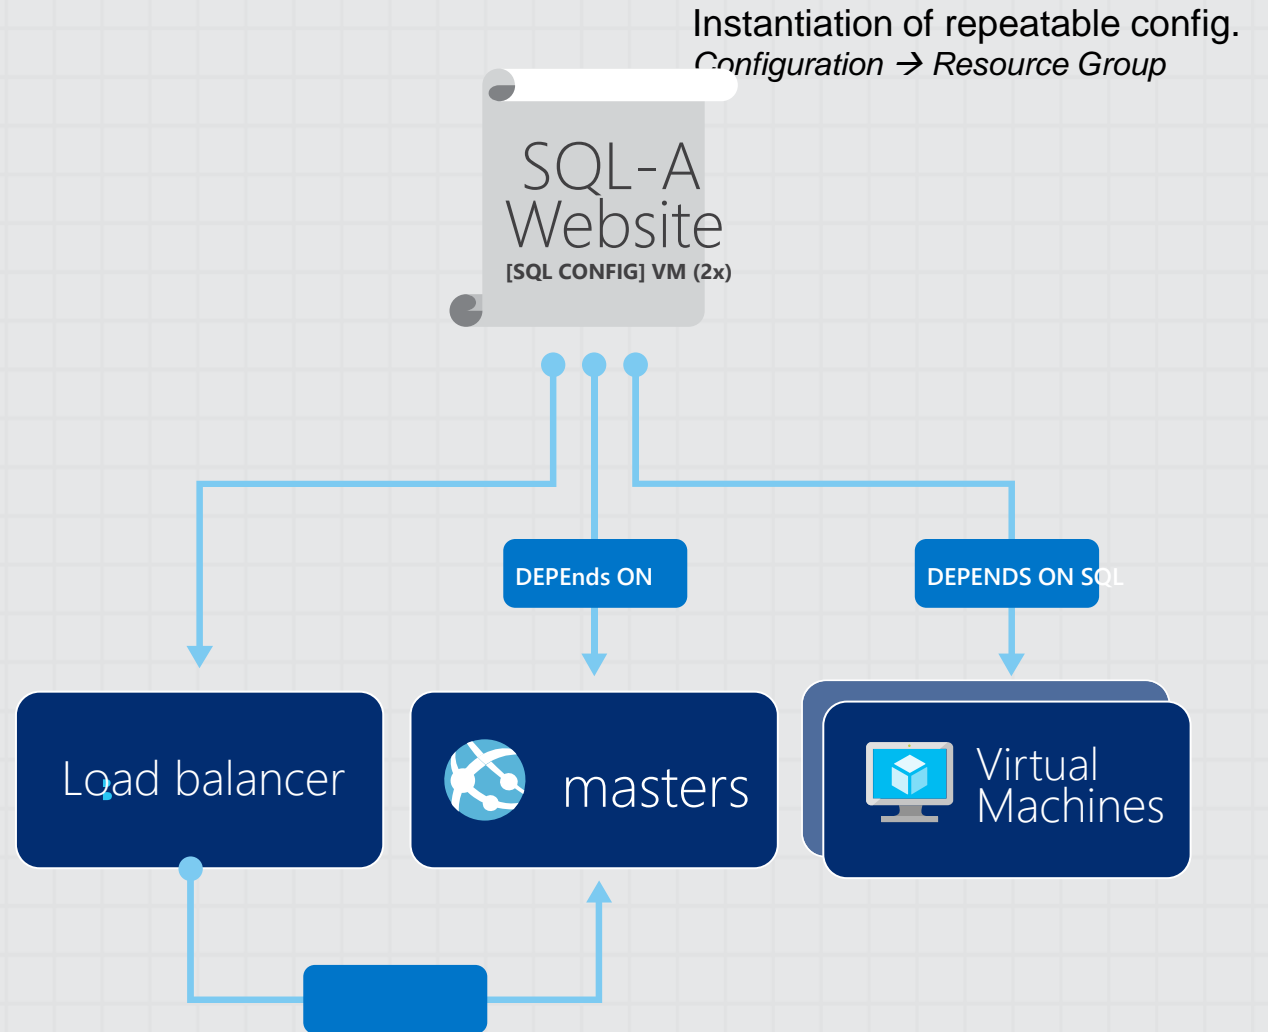 Instantiation of repeatable config.
Configuration → Resource Group
SQL-A
Website
[SQL CONFIG] VM (2x)
DEPEnds ON
DEPENDS ON SQL
Load balancer
masters
Virtual
Machines